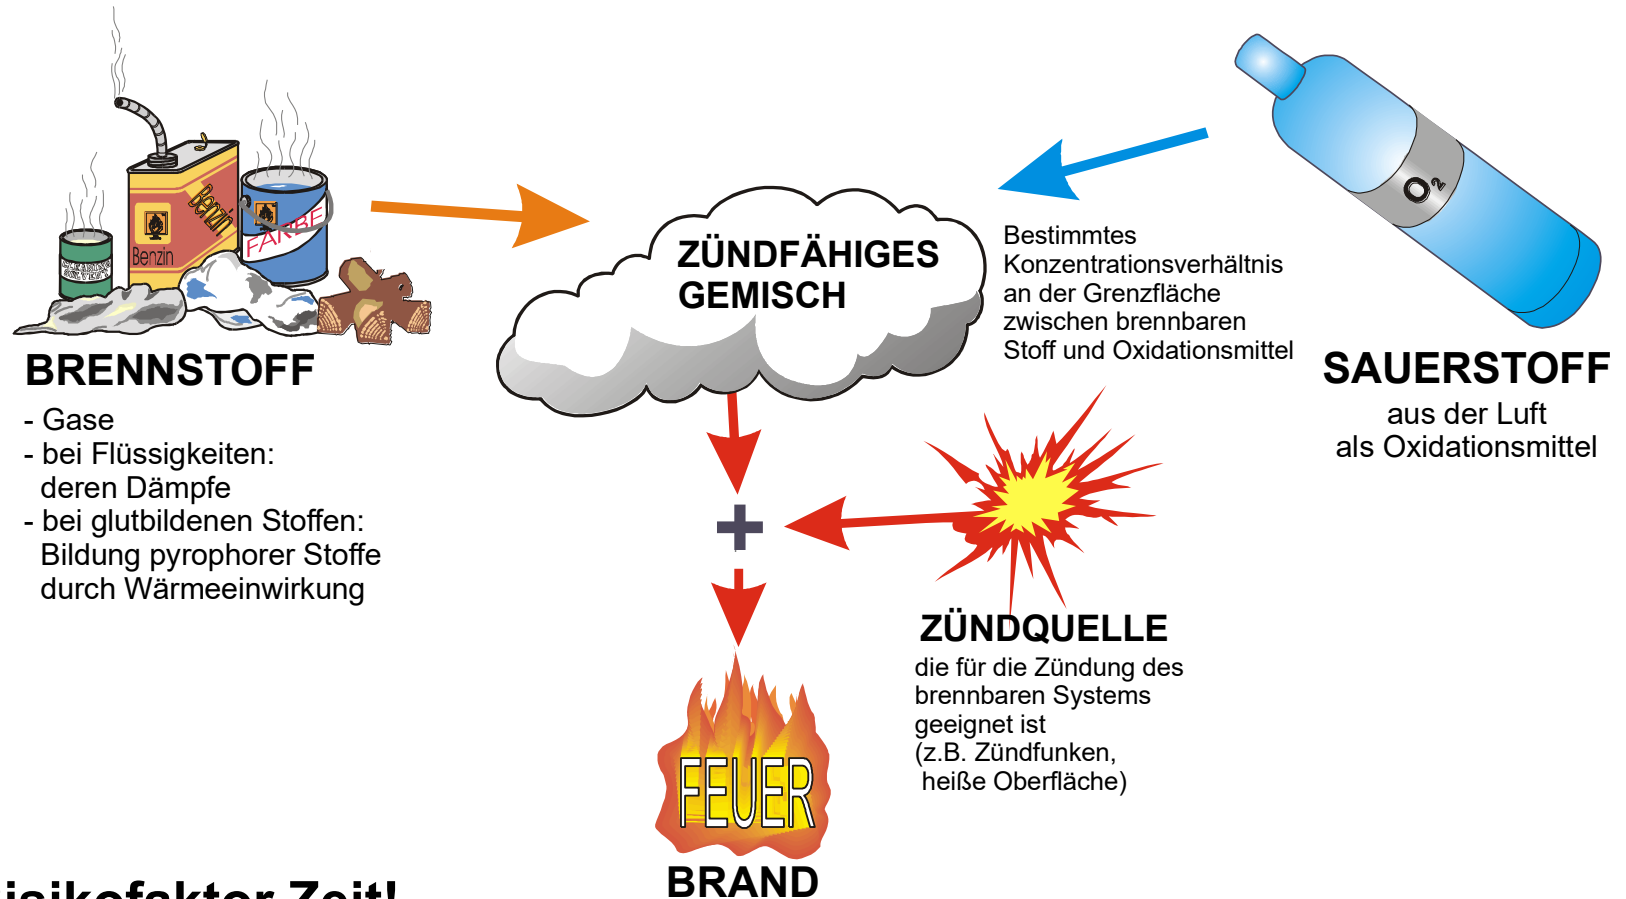 Benzin
Benzin
FARBE
O2
BRENNSTOFF
- Gase
- bei Flüssigkeiten:
deren Dämpfe
- bei glutbildenen Stoffen:
Bildung pyrophorer Stoffe
durch Wärmeeinwirkung
ZÜNDFÄHIGES
GEMISCH
Bestimmtes
Konzentrationsverhältnis
an der Grenzfläche
zwischen brennbaren
Stoff und Oxidationsmittel
SAUERSTOFF
aus der Luft
als Oxidationsmittel
+
ZÜNDQUELLE
die für die Zündung des
brennbaren Systems
geeignet ist
(z.B. Zündfunken,
heiße Oberfläche)
FEUER
BRAND
isikofaktor Zeit!